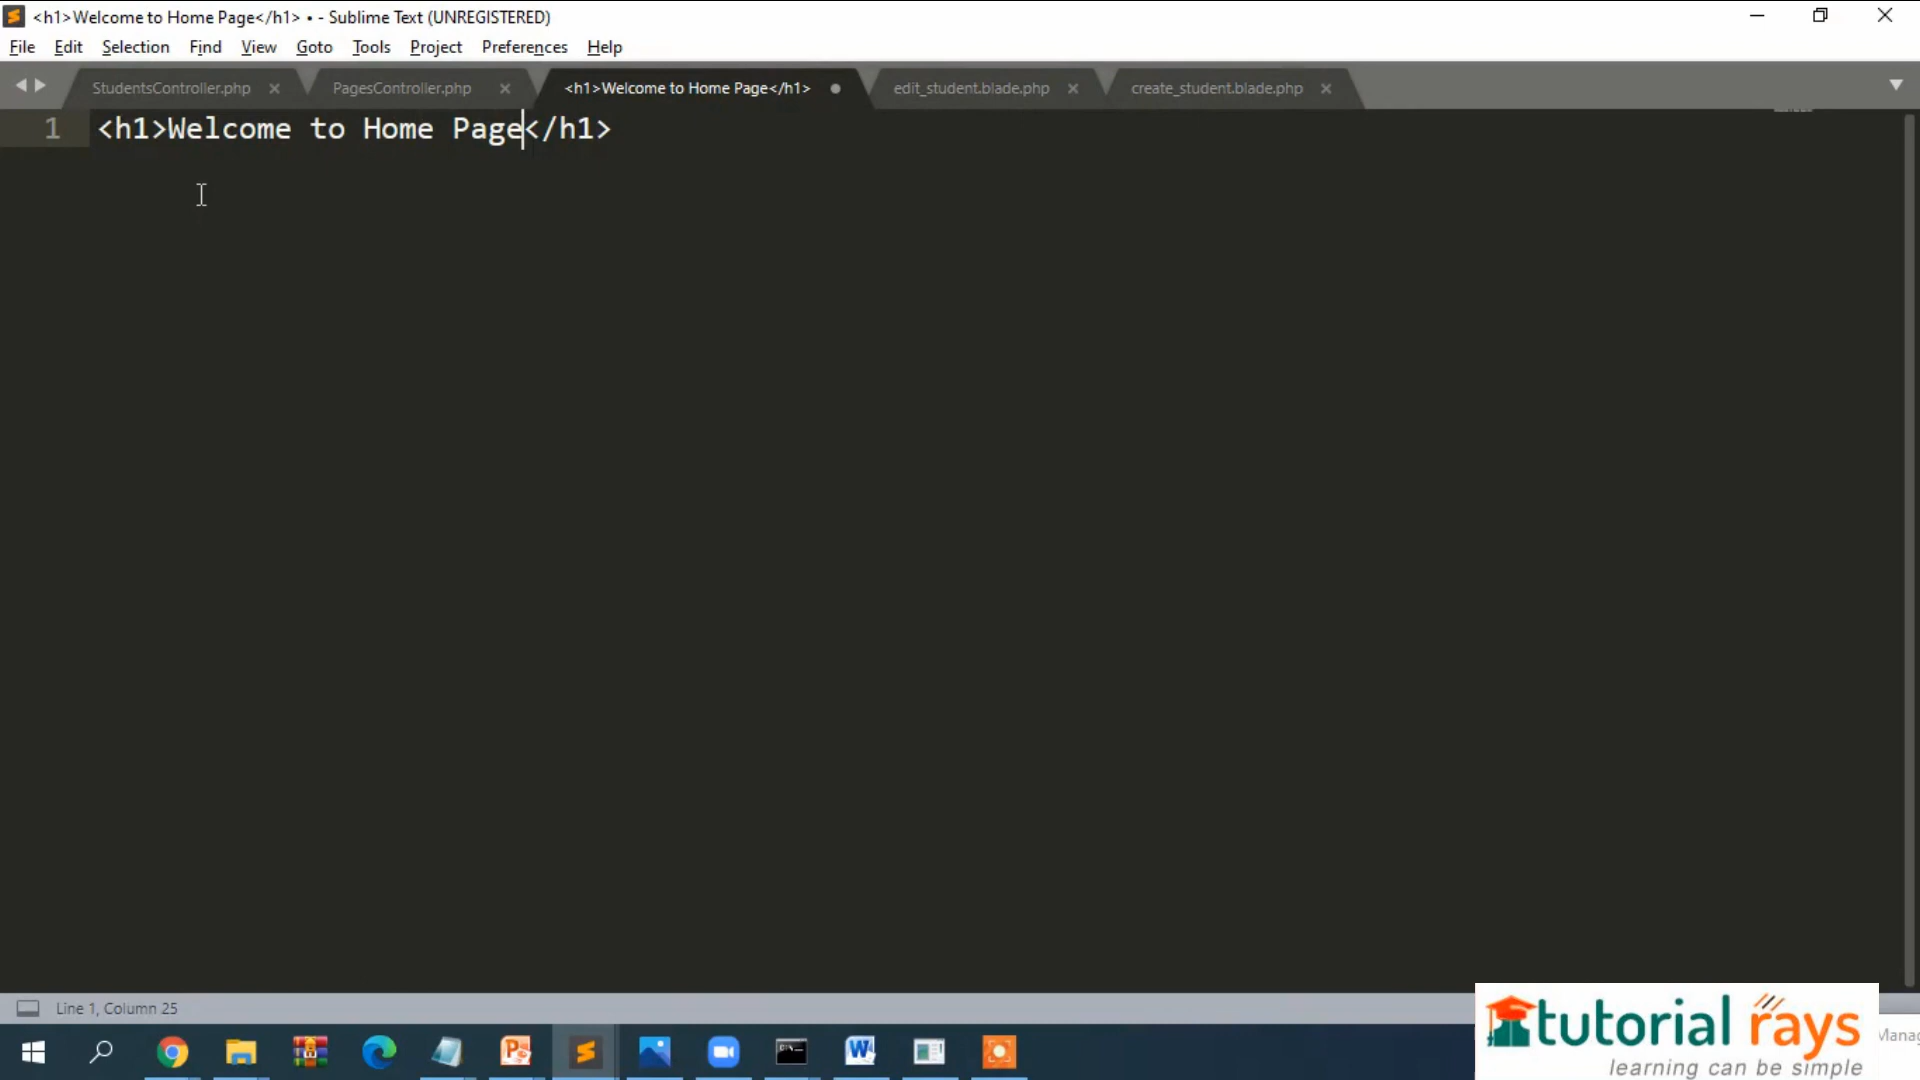 <h1>Welcome to Home Page</h1> • - Sublime Text (UNREGISTERED)
File Edit Selection Find View Goto Tools Project Preferences Help
StudentsController.php PagesController.php <h1>Welcome to Home Page</h1> edit_student.blade.php create_student.blade.php
1 <h1>Welcome to Home Page</h1>
Line 1, Column 25
tutorial rays
learning can be simple